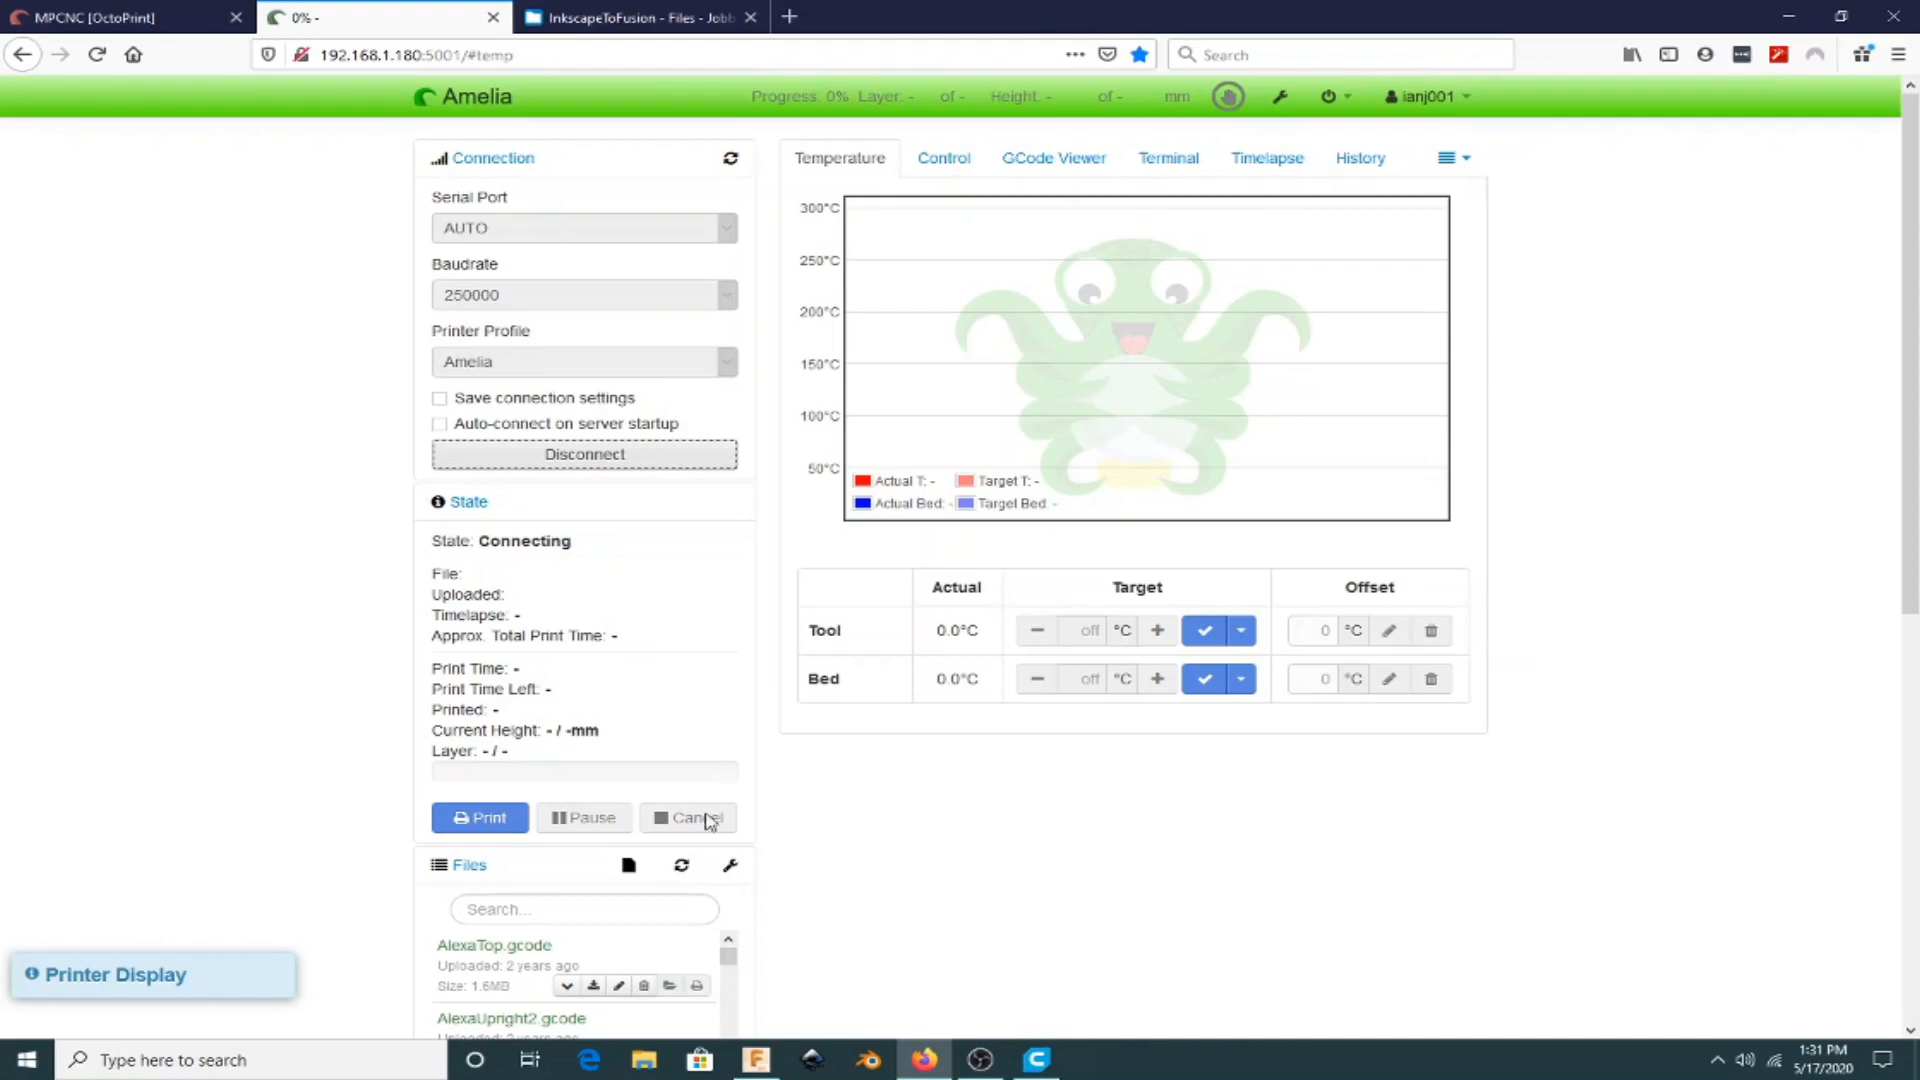 MPCNC [OctoPrint]
0% -
InkscapeToFusion - Files - Jobb
192.168.1.180:5001/#temp
Search
Amelia
Progress: 0% Layer: - of - Height: - of - mm
ianj001
Connection
Serial Port
AUTO
Baudrate
250000
Printer Profile
Amelia
Save connection settings
Auto-connect on server startup
Disconnect
State
State: Connecting
File:
Uploaded:
Timelapse: -
Approx. Total Print Time: -
Print Time: -
Print Time Left: -
Printed: -
Current Height: - / -mm
Layer: - / -
Print
Pause
Cancel
Files
Search...
AlexaTop.gcode
Uploaded: 2 years ago
Size: 1.6MB
AlexaUpright2.gcode
Uploaded: 2 years ago
Temperature
Control
GCode Viewer
Terminal
Timelapse
History
300°C
250°C
200°C
150°C
100°C
50°C
Actual T: - Target T: -
Actual Bed: - Target Bed: -
Actual Target Offset
Tool 0.0°C off °C 0 °C
Bed 0.0°C off °C 0 °C
Printer Display
Type here to search
1:31 PM
5/17/2020